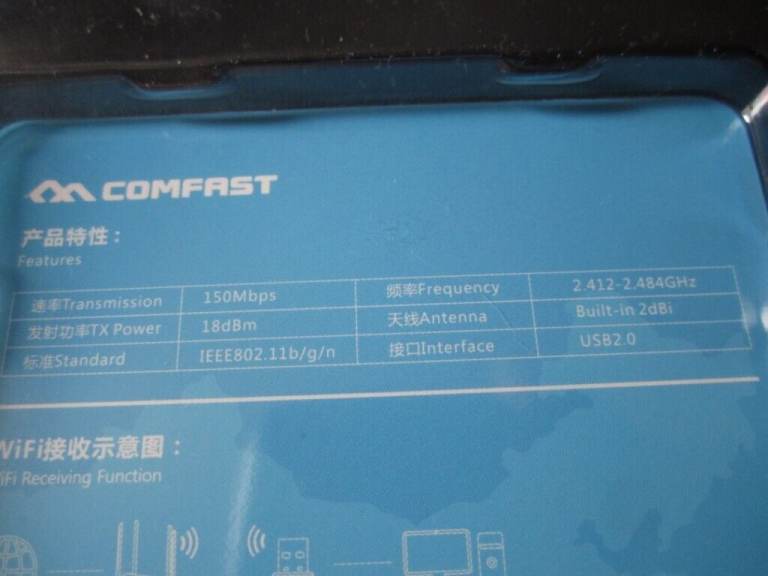 COMFAST
产品特性：
Features
速率Transmission 150Mbps 频率Frequency 2.412-2.484GHz
发射功率TX Power 18dBm 天线Antenna Built-in 2dBi
标准Standard IEEE802.11b/g/n 接口Interface USB2.0
WiFi接收示意图：
iFi Receiving Function